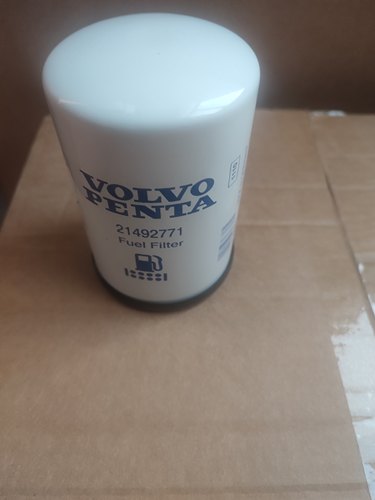 VOLVO
PENTA
21492771
Fuel Filter